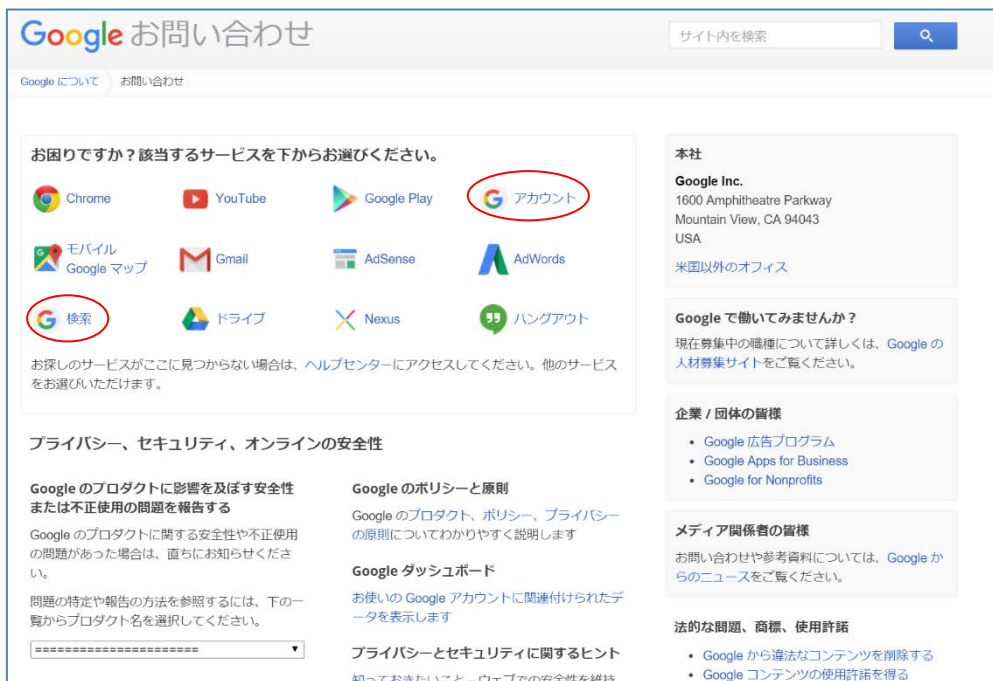 Google お問い合わせ
サイト内を検索
Google について
お問い合わせ
お困りですか？該当するサービスを下からお選びください。
Chrome
YouTube
Google Play
アカウント
モバイル
Google マップ
Gmail
AdSense
AdWords
検索
ドライブ
Nexus
ハングアウト
お探しのサービスがここに見つからない場合は、ヘルプセンターにアクセスしてください。他のサービス
をお選びいただけます。
プライバシー、セキュリティ、オンラインの安全性
Google のプロダクトに影響を及ぼす安全性
または不正使用の問題を報告する
Google のプロダクトに関する安全性や不正使用
の問題があった場合は、直ちにお知らせくださ
い。
問題の特定や報告の方法を参照するには、下の一
覧からプロダクト名を選択してください。
======================
Google のポリシーと原則
Google のプロダクト、ポリシー、プライバシー
の原則についてわかりやすく説明します
Google ダッシュボード
お使いの Google アカウントに関連付けられたデ
ータを表示します
プライバシーとセキュリティに関するヒント
知っておきたいこと - ウェブでの安全性を維持
本社
Google Inc.
1600 Amphitheatre Parkway
Mountain View, CA 94043
USA
米国以外のオフィス
Google で働いてみませんか？
現在募集中の職種について詳しくは、Google の
人材募集サイトをご覧ください。
企業 / 団体の皆様
• Google 広告プログラム
• Google Apps for Business
• Google for Nonprofits
メディア関係者の皆様
お問い合わせや参考資料については、Google か
らのニュースをご覧ください。
法的な問題、商標、使用許諾
• Google から違法なコンテンツを削除する
• Google コンテンツの使用許諾を得る